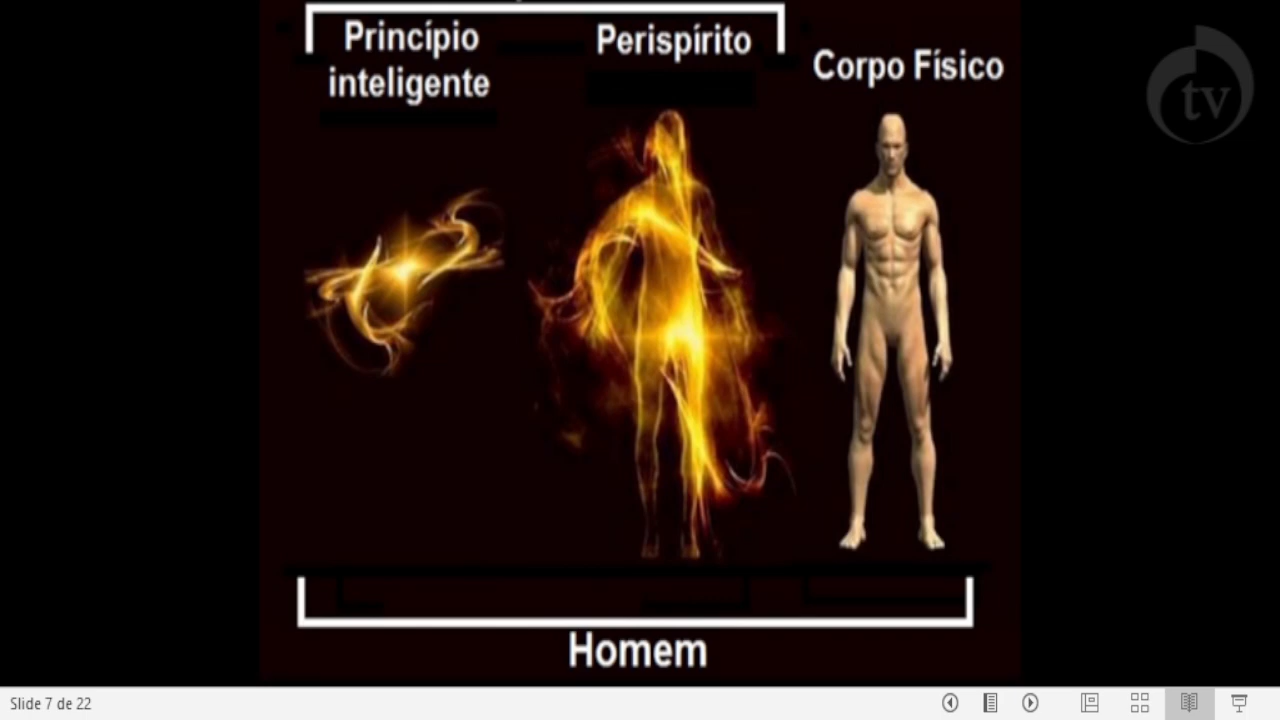 Princípio
inteligente
Perispírito
Corpo Físico
tv
Homem
Slide 7 de 22